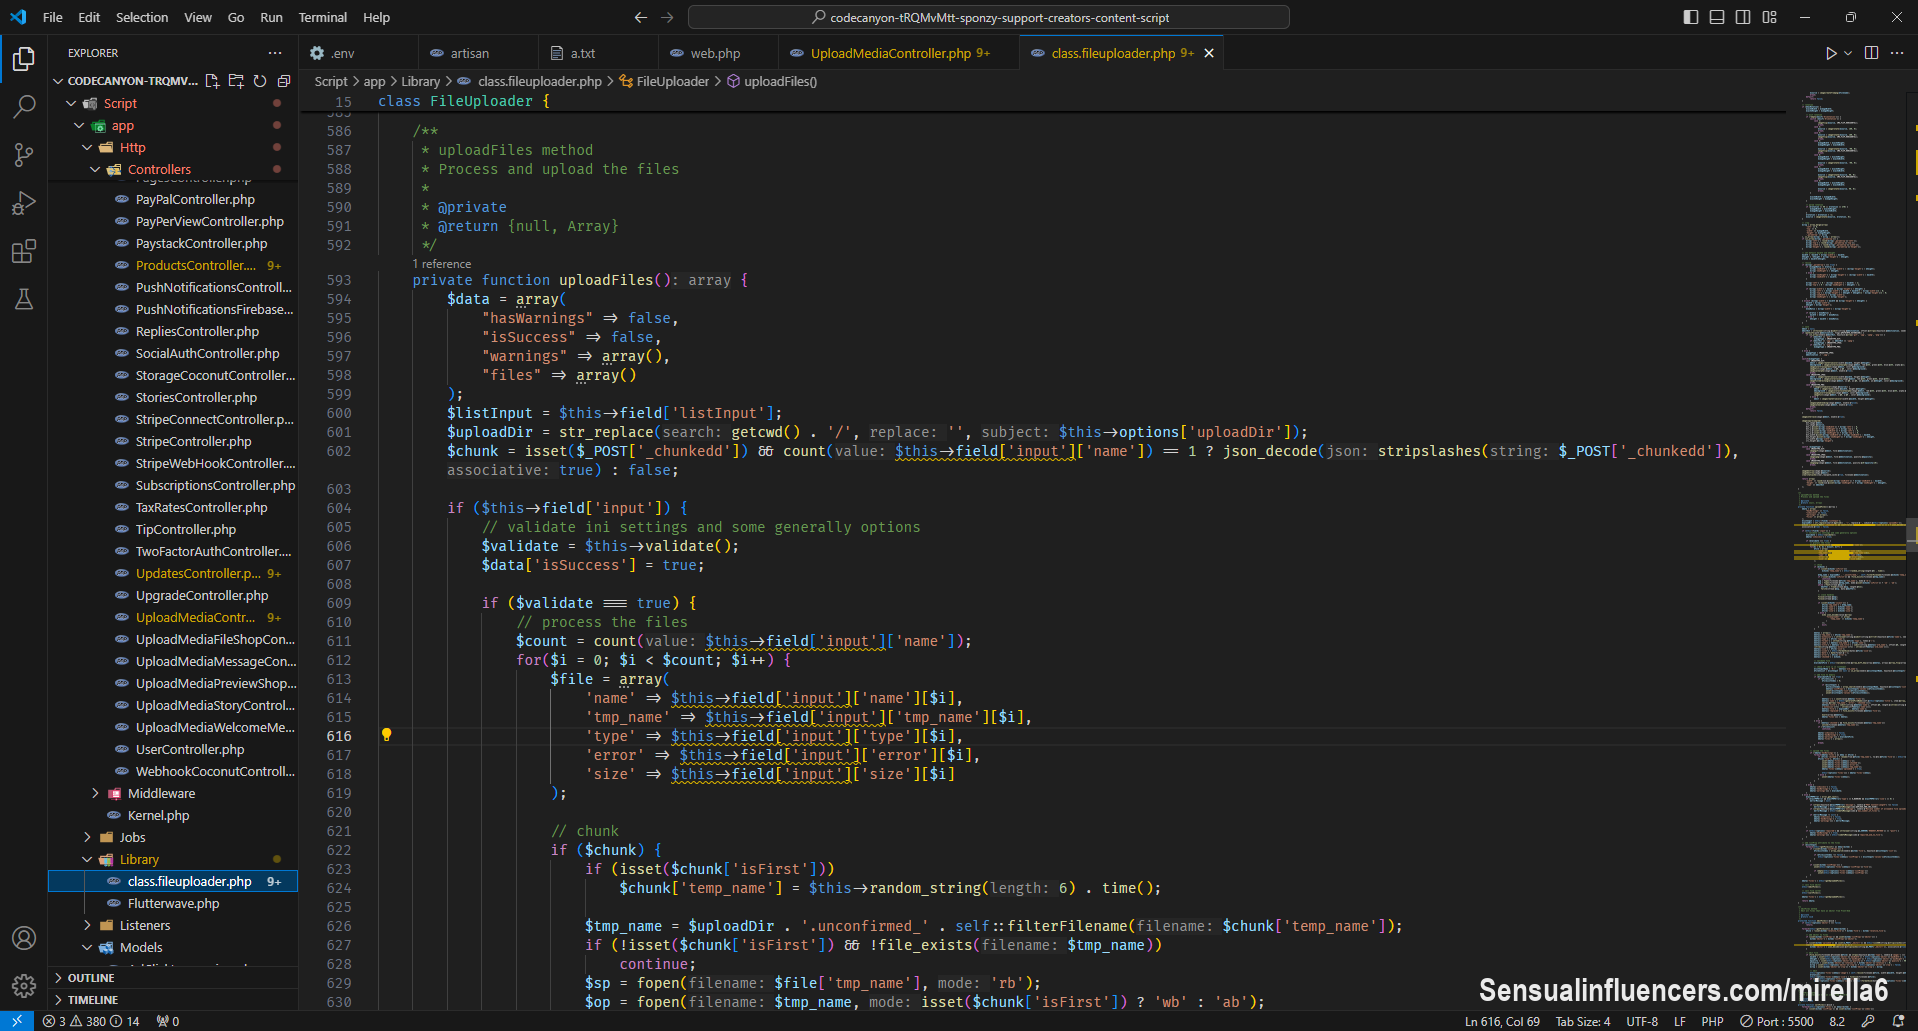 File Edit Selection View Go Run Terminal Help
codecanyon-tRQMvMtt-sponzy-support-creators-content-script
EXPLORER
CODECANYON-TRQMV...
Script
app
Http
Controllers
PayPalController.php
PayPerViewController.php
PaystackController.php
ProductsController.... 9+
PushNotificationsControll...
PushNotificationsFirebase...
RepliesController.php
SocialAuthController.php
StorageCoconutController...
StoriesController.php
StripeConnectController.p...
StripeController.php
StripeWebHookController...
SubscriptionsController.php
TaxRatesController.php
TipController.php
TwoFactorAuthController....
UpdatesController.p... 9+
UpgradeController.php
UploadMediaContr... 9+
UploadMediaFileShopCon...
UploadMediaMessageCon...
UploadMediaPreviewShop...
UploadMediaStoryControl...
UploadMediaWelcomeMe...
UserController.php
WebhookCoconutControll...
Middleware
Kernel.php
Jobs
Library
class.fileuploader.php 9+
Flutterwave.php
Listeners
Models
OUTLINE
TIMELINE
.env artisan a.txt web.php UploadMediaController.php 9+ class.fileuploader.php 9+
Script > app > Library > class.fileuploader.php > FileUploader > uploadFiles()
15 class FileUploader {
586 /**
587 * uploadFiles method
588 * Process and upload the files
589 *
590 * @private
591 * @return {null, Array}
592 */
1 reference
593 private function uploadFiles(): array {
594 $data = array(
595 "hasWarnings" => false,
596 "isSuccess" => false,
597 "warnings" => array(),
598 "files" => array()
599 );
600 $listInput = $this->field['listInput'];
601 $uploadDir = str_replace(search: getcwd() . '/', replace: '', subject: $this->options['uploadDir']);
602 $chunk = isset($_POST['_chunkedd']) && count(value: $this->field['input']['name']) == 1 ? json_decode(json: stripslashes(string: $_POST['_chunkedd']),
associative: true) : false;
603
604 if ($this->field['input']) {
605 // validate ini settings and some generally options
606 $validate = $this->validate();
607 $data['isSuccess'] = true;
608
609 if ($validate === true) {
610 // process the files
611 $count = count(value: $this->field['input']['name']);
612 for($i = 0; $i < $count; $i++) {
613 $file = array(
614 'name' => $this->field['input']['name'][$i],
615 'tmp_name' => $this->field['input']['tmp_name'][$i],
616 'type' => $this->field['input']['type'][$i],
617 'error' => $this->field['input']['error'][$i],
618 'size' => $this->field['input']['size'][$i]
619 );
620
621 // chunk
622 if ($chunk) {
623 if (isset($chunk['isFirst']))
624 $chunk['temp_name'] = $this->random_string(length: 6) . time();
625
626 $tmp_name = $uploadDir . '.unconfirmed_' . self::filterFilename(filename: $chunk['temp_name']);
627 if (!isset($chunk['isFirst']) && !file_exists(filename: $tmp_name))
628 continue;
629 $sp = fopen(filename: $file['tmp_name'], mode: 'rb');
630 $op = fopen(filename: $tmp_name, mode: isset($chunk['isFirst']) ? 'wb' : 'ab');
Sensualinfluencers.com/mirella6
3 380 14 0
Ln 616, Col 69 Tab Size: 4 UTF-8 LF PHP Port : 5500 8.2